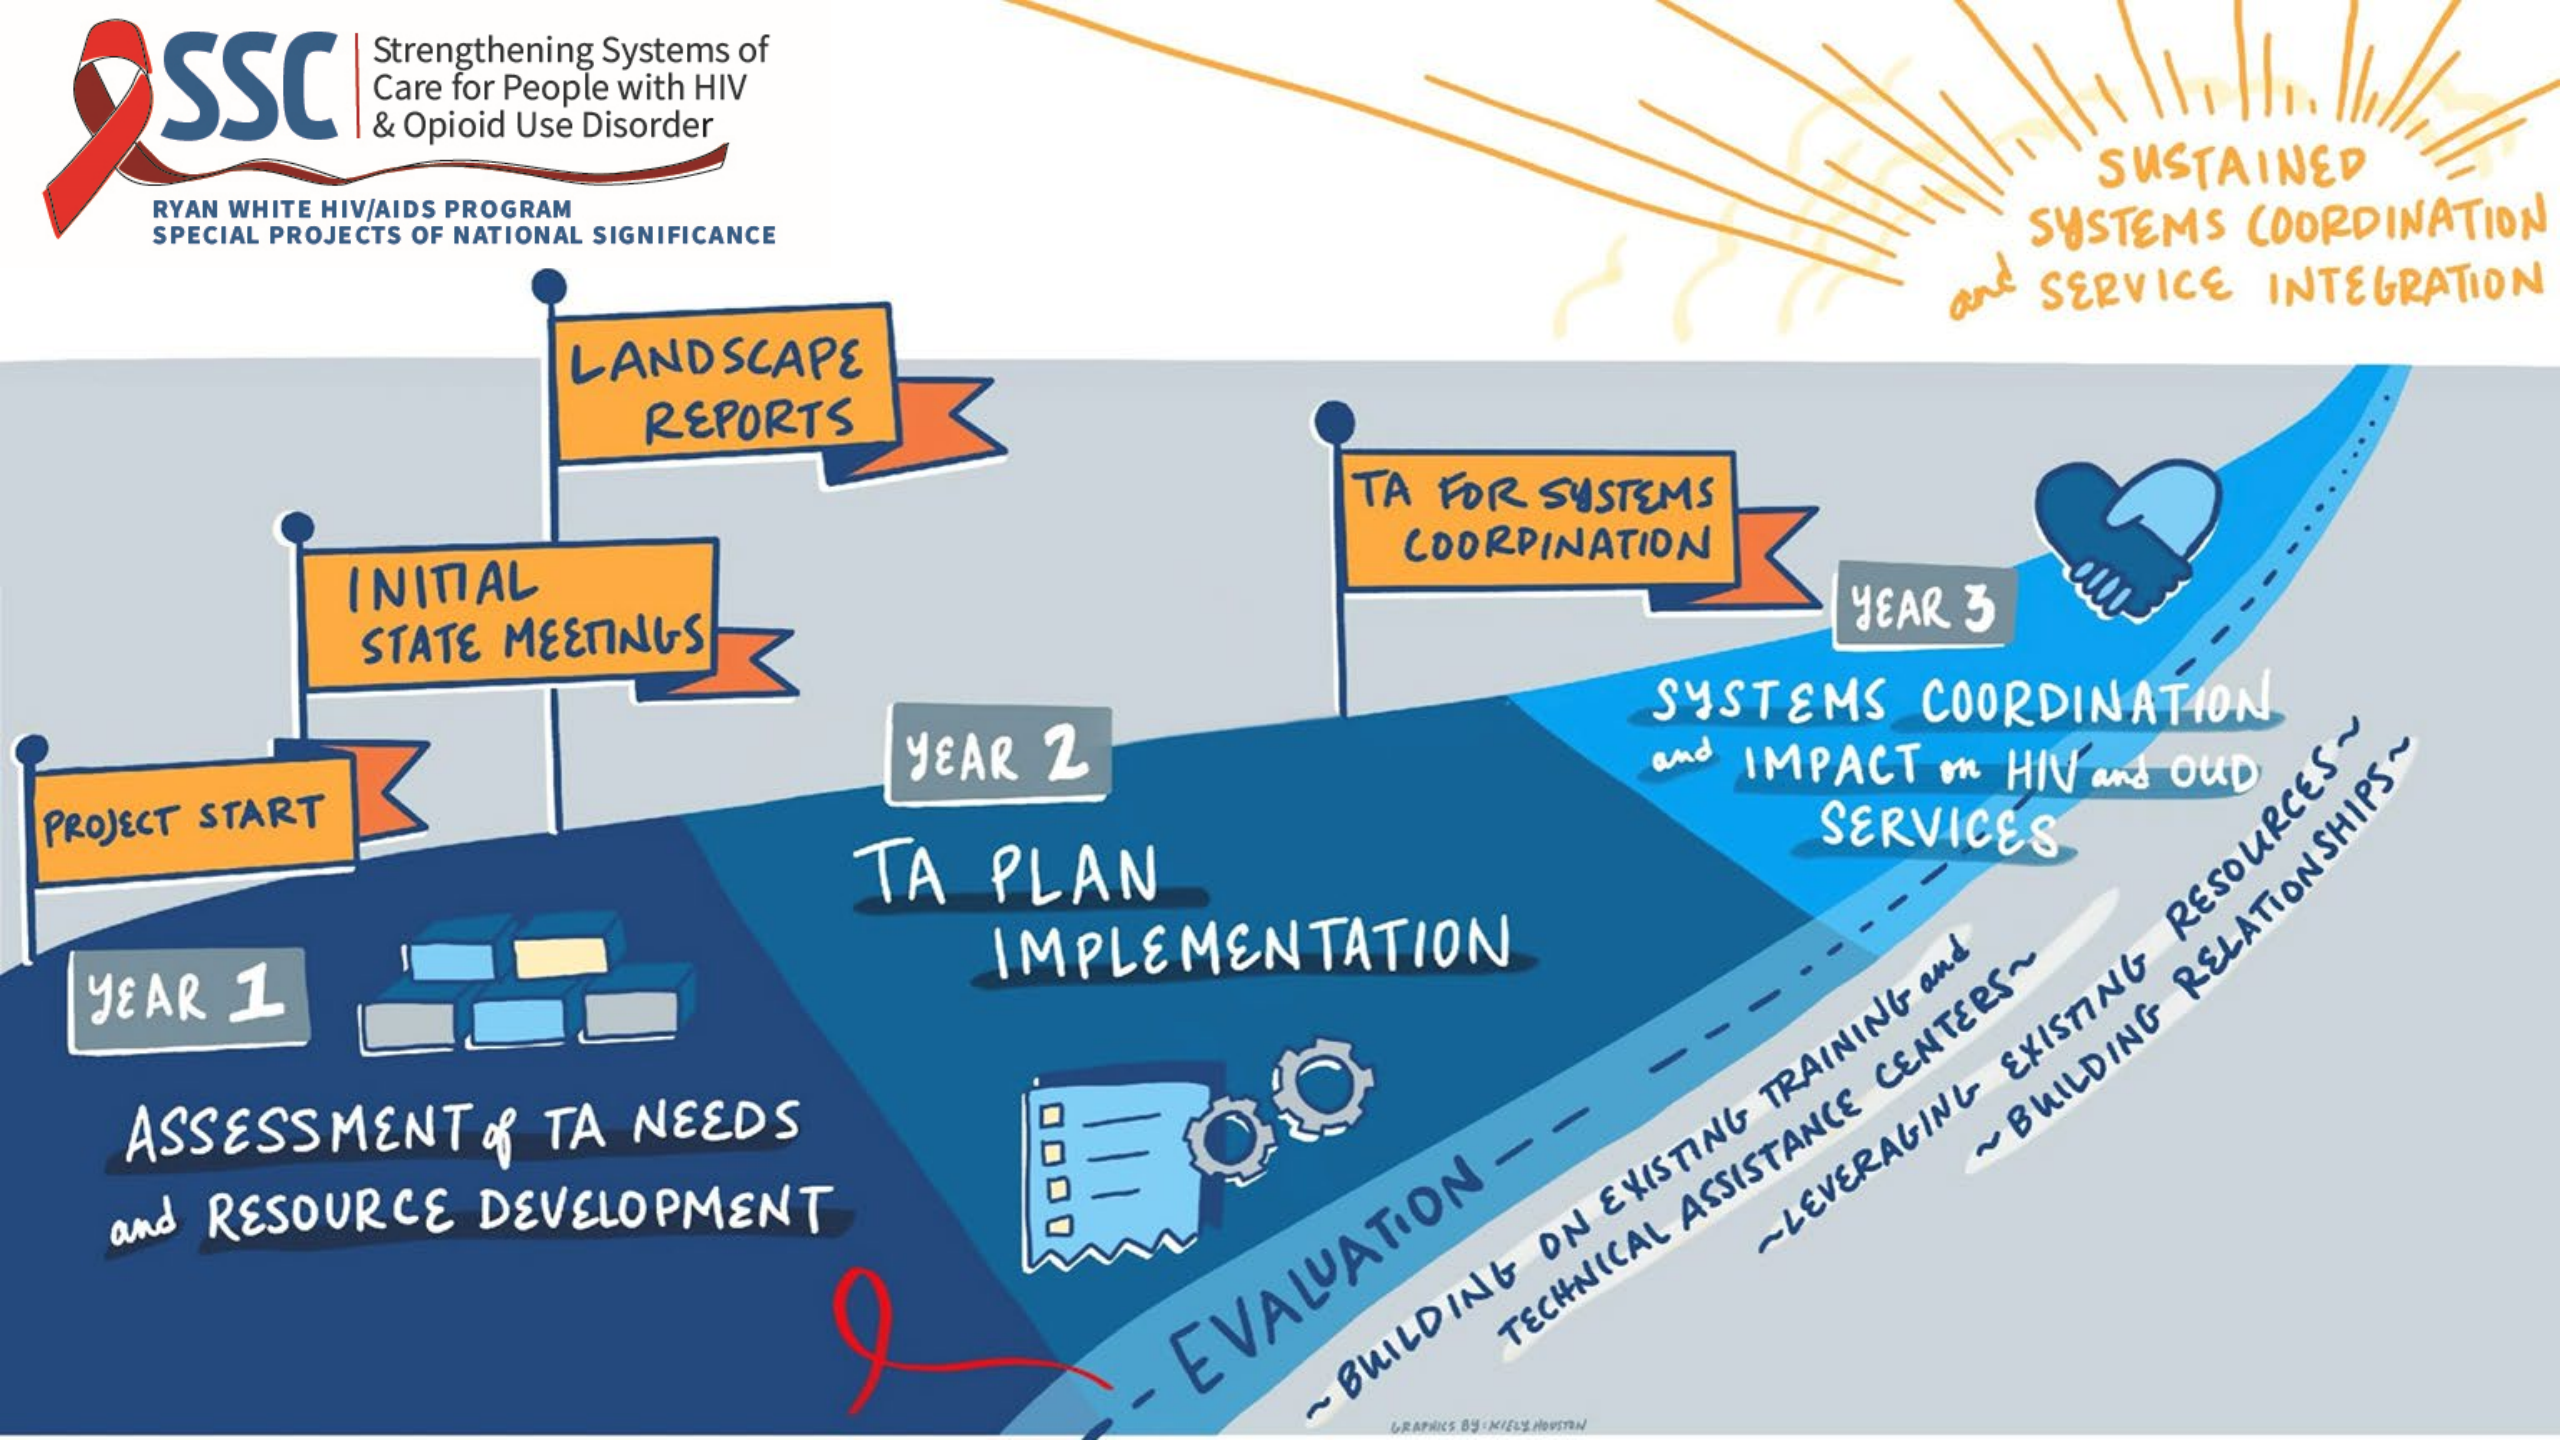 SSC
Strengthening Systems of
Care for People with HIV
& Opioid Use Disorder
RYAN WHITE HIV/AIDS PROGRAM
SPECIAL PROJECTS OF NATIONAL SIGNIFICANCE
SUSTAINED
SYSTEMS COORDINATION
and SERVICE INTEGRATION
LANDSCAPE
REPORTS
INITIAL
STATE MEETINGS
PROJECT START
TA FOR SYSTEMS
COORDINATION
YEAR 1
ASSESSMENT of TA NEEDS
and RESOURCE DEVELOPMENT
YEAR 2
TA PLAN
IMPLEMENTATION
YEAR 3
SYSTEMS COORDINATION
and IMPACT on HIV and OUD
SERVICES
EVALUATION
~BUILDING ON EXISTING TRAINING and
TECHNICAL ASSISTANCE CENTERS~
~LEVERAGING EXISTING RESOURCES~
~BUILDING RELATIONSHIPS~
GRAPHICS BY: KIELY HOUSTON